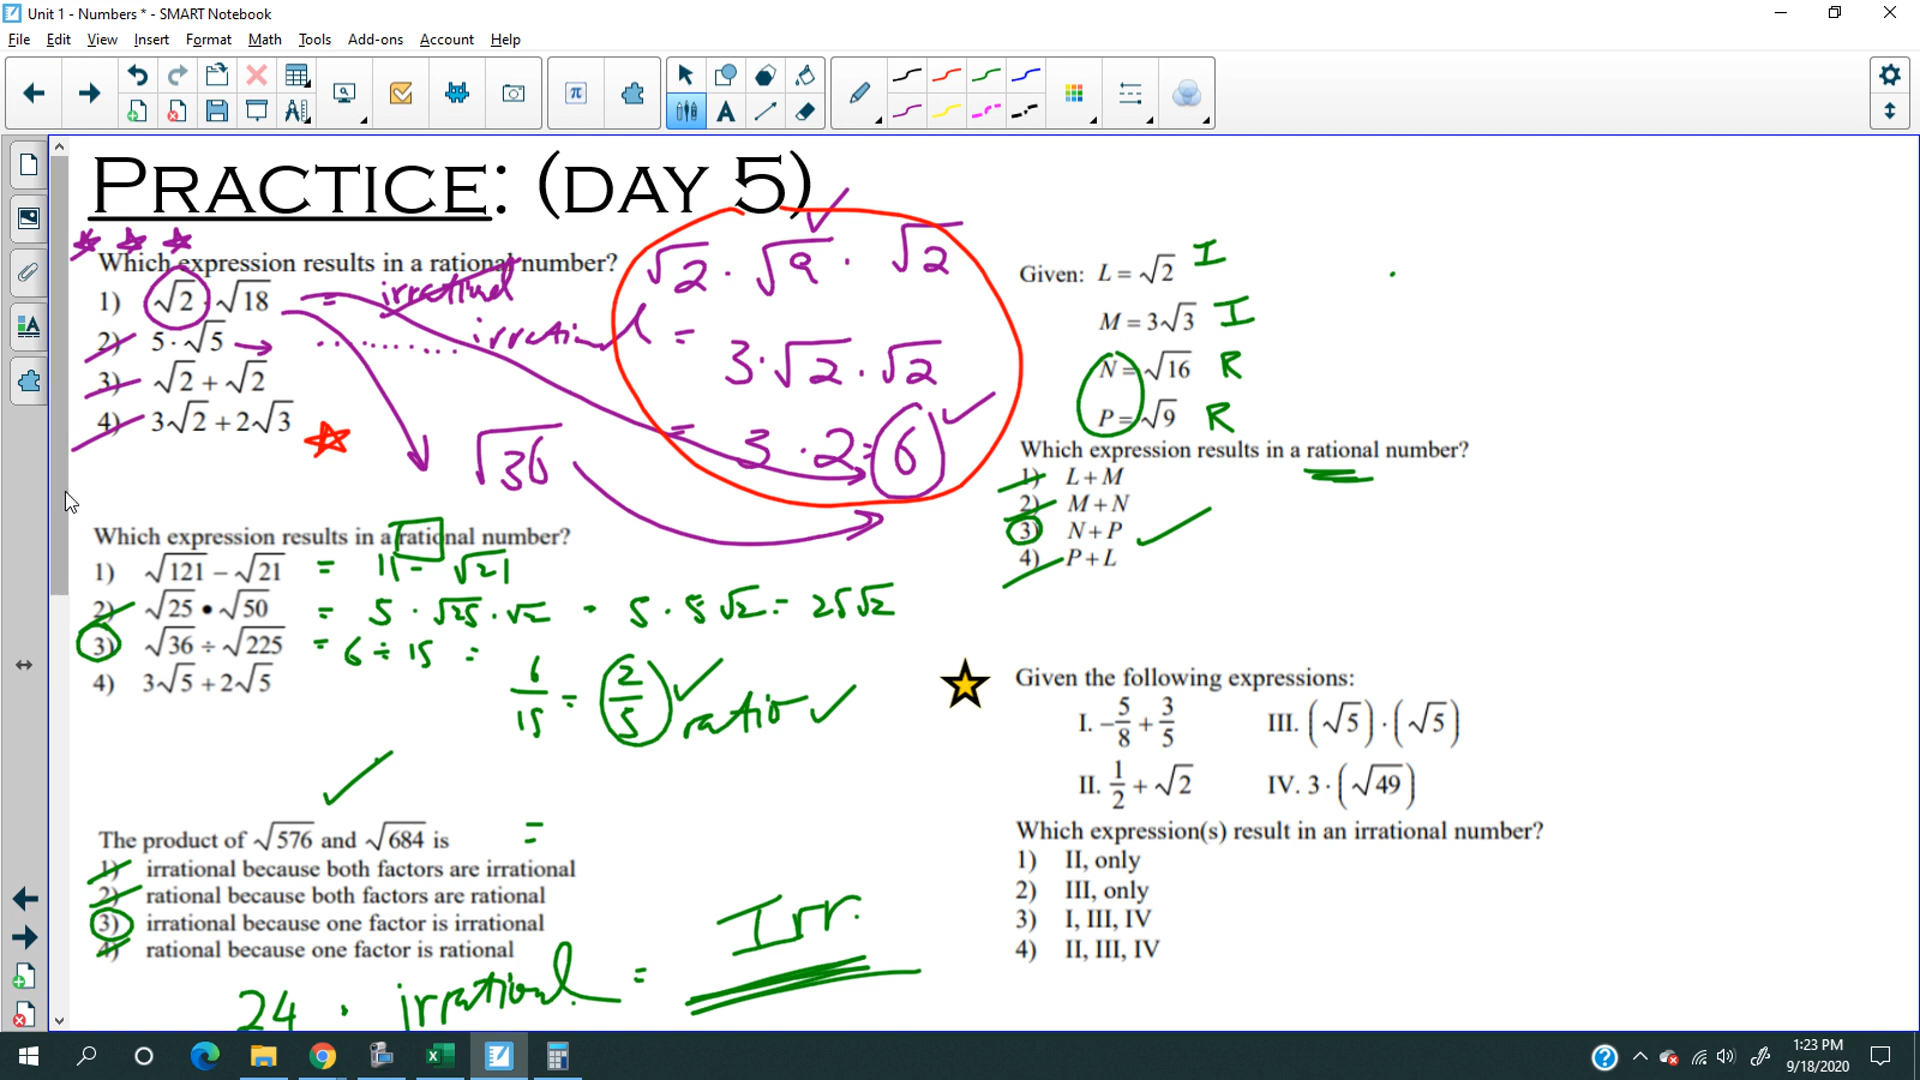 Unit 1 - Numbers * - SMART Notebook
File Edit View Insert Format Math Tools Add-ons Account Help
PRACTICE: (DAY 5)
Which expression results in a rational number?
1) √2 · √18 = irrational
2) 5 · √5 → .............. irrational
3) √2 + √2
4) 3√2 + 2√3
√2 · √9 · √2
= 3 · √2 · √2
= 3 · 2 = 6
√36
Which expression results in a rational number?
1) √121 − √21 = 11 − √21
2) √25 • √50 = 5 · √25 · √2 = 5 · 5√2 = 25√2
3) √36 ÷ √225 = 6 ÷ 15 =
4) 3√5 + 2√5
6/15 = 2/5 ✓ ratio ✓
The product of √576 and √684 is =
1) irrational because both factors are irrational
2) rational because both factors are rational
3) irrational because one factor is irrational
4) rational because one factor is rational
24 · irrational = Irr.
Given: L = √2 I
M = 3√3 I
N = √16 R
P = √9 R
Which expression results in a rational number?
1) L + M
2) M + N
3) N + P ✓
4) P + L
Given the following expressions:
I. −5/8 + 3/5 III. (√5) · (√5)
II. 1/2 + √2 IV. 3 · (√49)
Which expression(s) result in an irrational number?
1) II, only
2) III, only
3) I, III, IV
4) II, III, IV
1:23 PM
9/18/2020